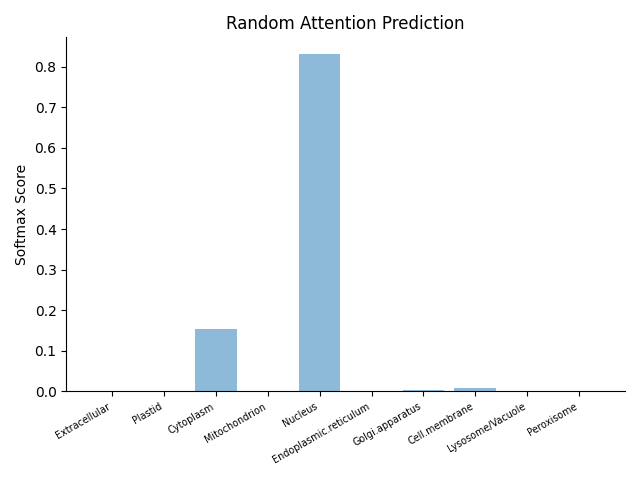 Random Attention Prediction
Softmax Score
0.8
0.7
0.6
0.5
0.4
0.3
0.2
0.1
0.0
Extracellular
Plastid
Cytoplasm
Mitochondrion
Nucleus
Endoplasmic.reticulum
Golgi.apparatus
Cell.membrane
Lysosome/Vacuole
Peroxisome